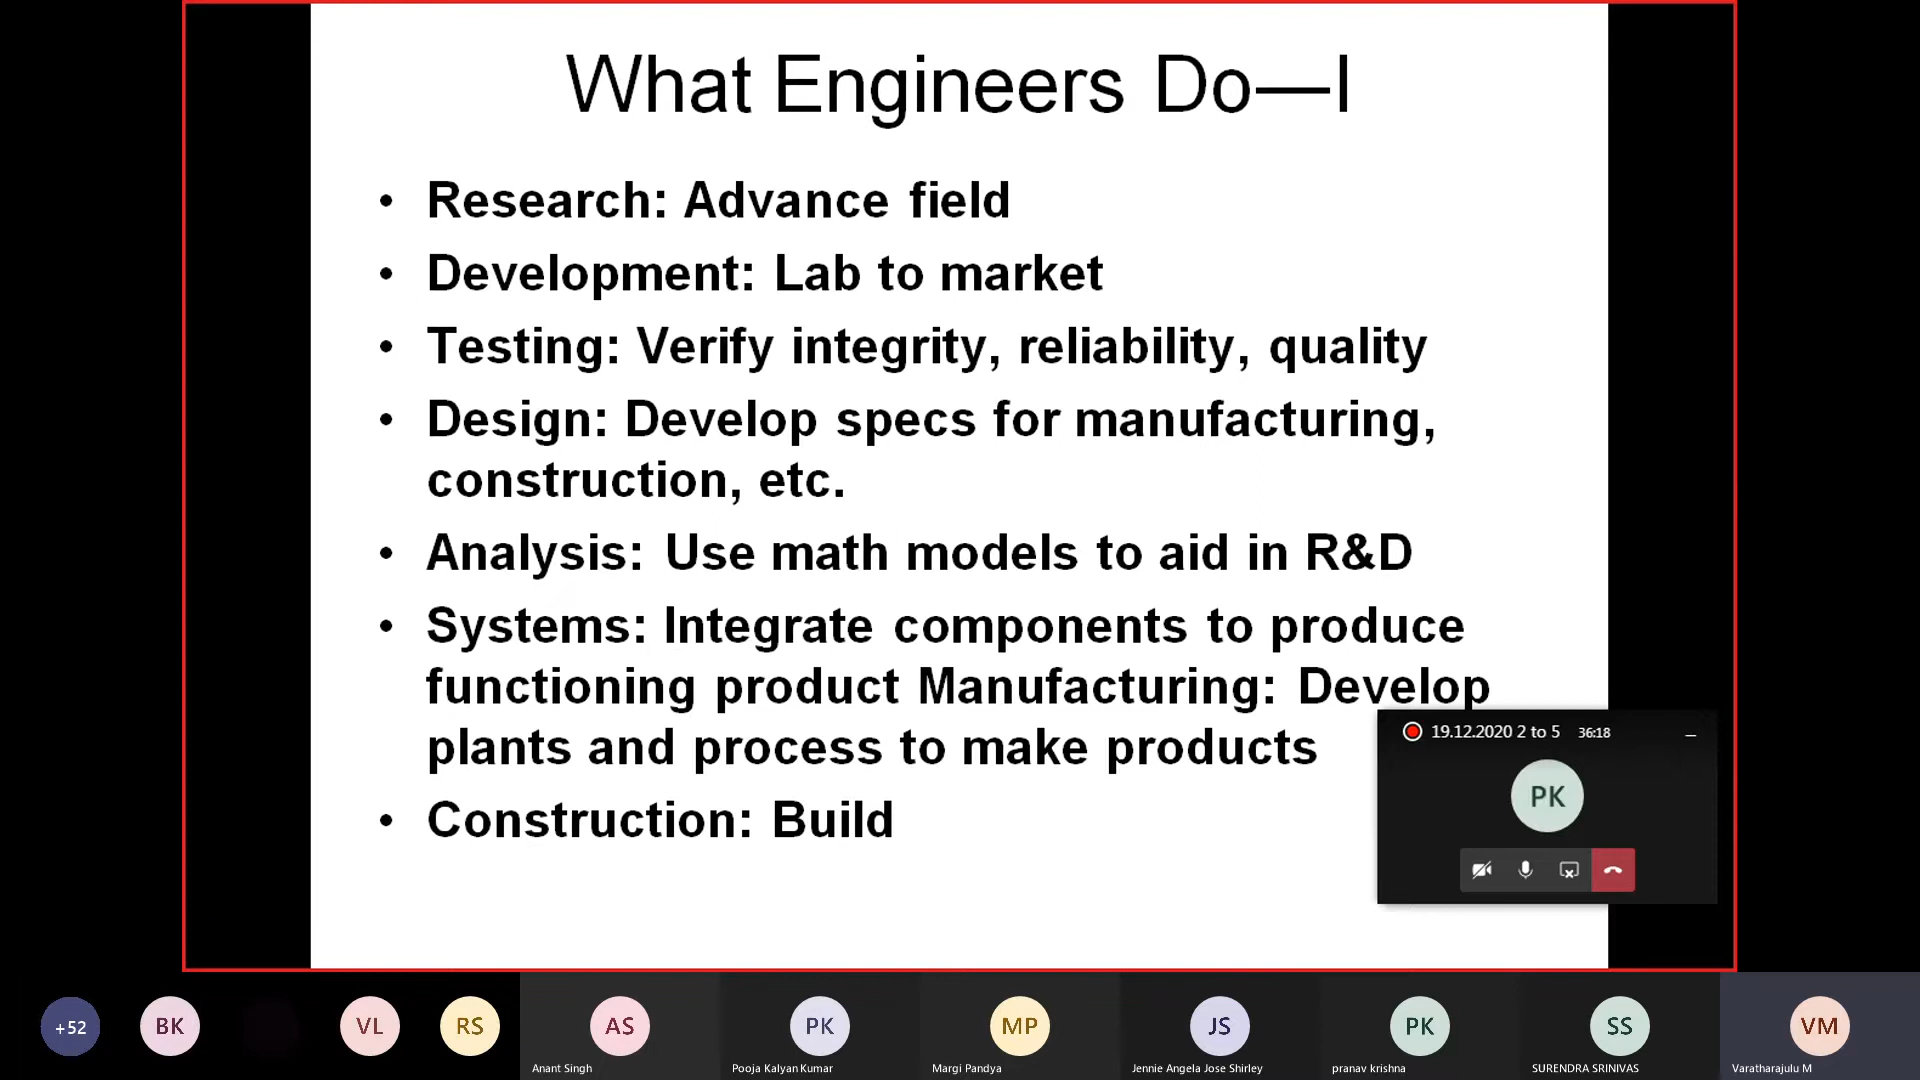 What Engineers Do—I
• Research: Advance field
• Development: Lab to market
• Testing: Verify integrity, reliability, quality
• Design: Develop specs for manufacturing,
construction, etc.
• Analysis: Use math models to aid in R&D
• Systems: Integrate components to produce
functioning product Manufacturing: Develop
plants and process to make products
• Construction: Build
19.12.2020 2 to 5 36:18
PK
+52 BK VL RS AS PK MP JS PK SS VM
Anant Singh Pooja Kalyan Kumar Margi Pandya Jennie Angela Jose Shirley pranav krishna SURENDRA SRINIVAS Varatharajulu M